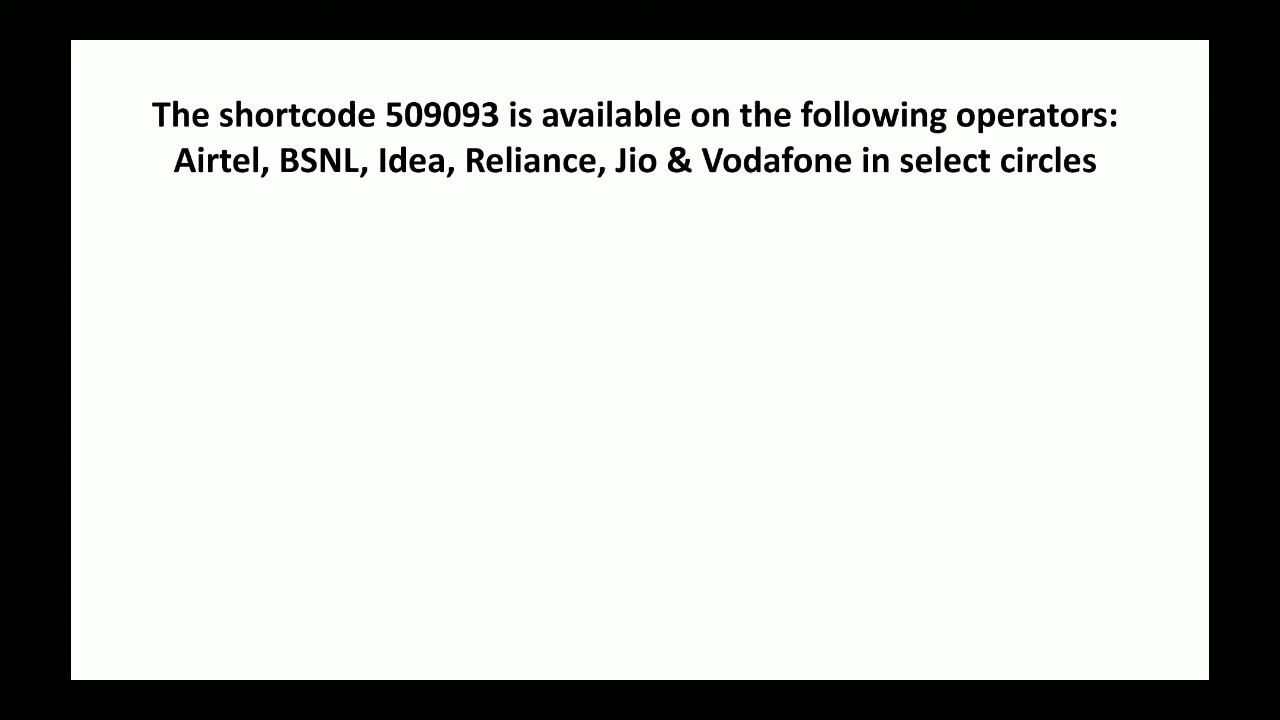 The shortcode 509093 is available on the following operators:
Airtel, BSNL, Idea, Reliance, Jio & Vodafone in select circles